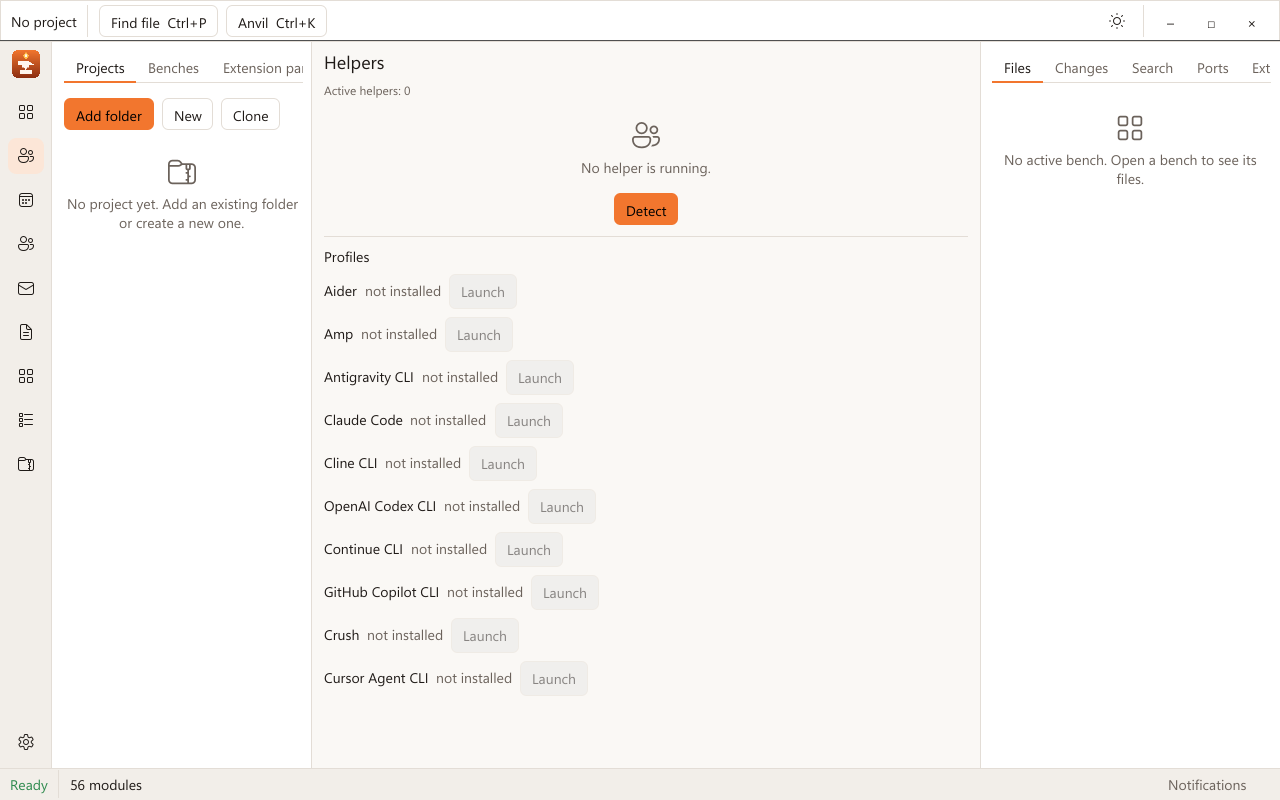 No project
Find file Ctrl+P
Anvil Ctrl+K
Projects
Benches
Extension par
Add folder
New
Clone
No project yet. Add an existing folder
or create a new one.
Helpers
Active helpers: 0
No helper is running.
Detect
Profiles
Aider not installed Launch
Amp not installed Launch
Antigravity CLI not installed Launch
Claude Code not installed Launch
Cline CLI not installed Launch
OpenAI Codex CLI not installed Launch
Continue CLI not installed Launch
GitHub Copilot CLI not installed Launch
Crush not installed Launch
Cursor Agent CLI not installed Launch
Files
Changes
Search
Ports
Ext
No active bench. Open a bench to see its
files.
Ready
56 modules
Notifications